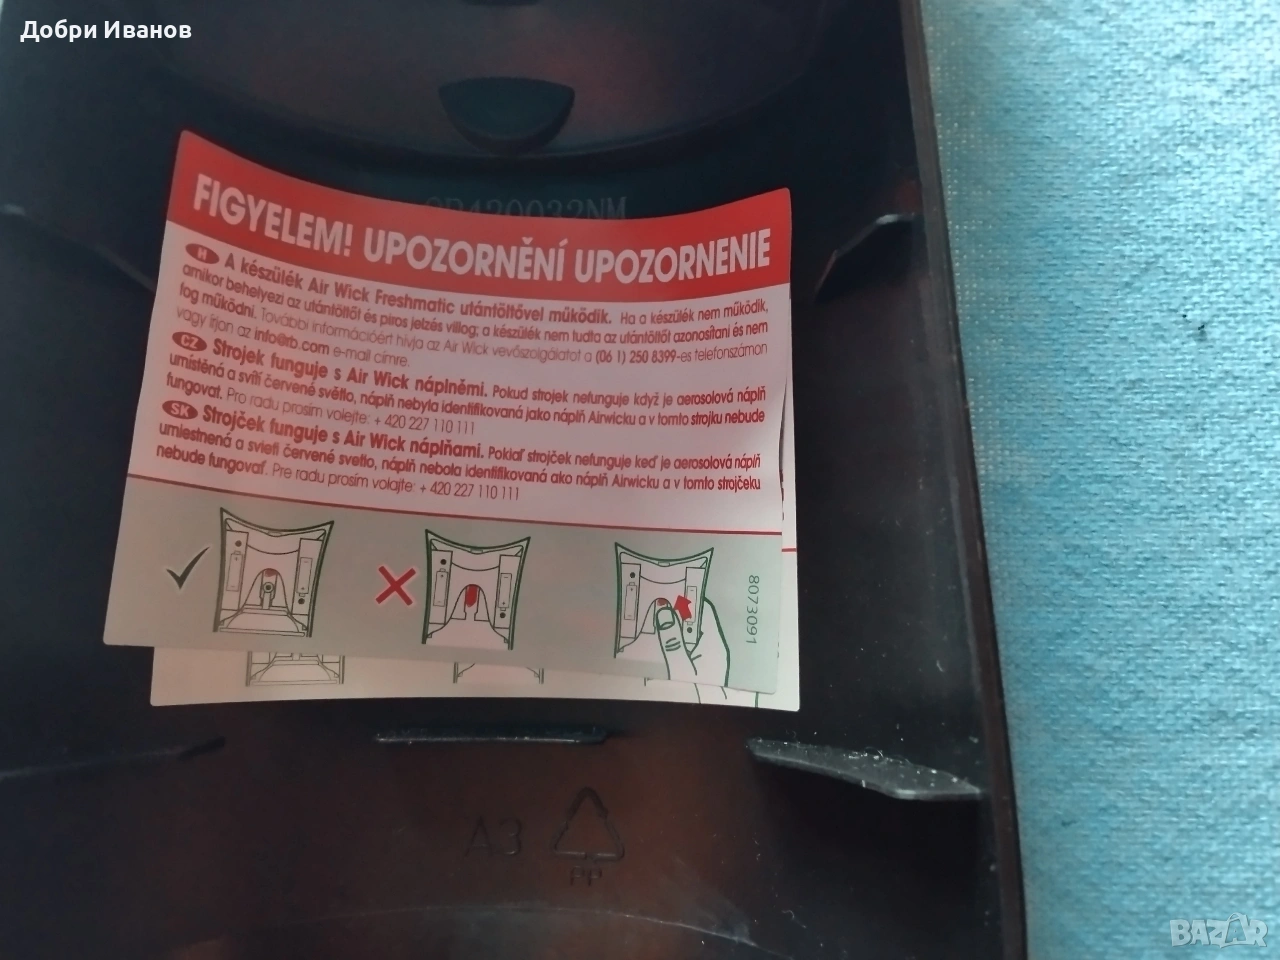 Добри Иванов
CP420032NM
FIGYELEM! UPOZORNĚNÍ UPOZORNENIE
H A készülék Air Wick Freshmatic utántöltővel működik. Ha a készülék nem működik,
amikor behelyezi az utántöltőt és piros jelzés villog; a készülék nem tudta az utántöltőt azonosítani és nem
fog működni. További információért hívja az Air Wick vevőszolgálatot a (06 1) 250 8399-es telefonszámon
vagy írjon az info@rb.com e-mail címre.
CZ Strojek funguje s Air Wick náplněmi. Pokud strojek nefunguje když je aerosolová náplň
umístěná a svítí červené světlo, náplň nebyla identifikovaná jako náplň Airwicku a v tomto strojku nebude
fungovat. Pro radu prosím volejte: + 420 227 110 111
SK Strojček funguje s Air Wick náplňami. Pokiaľ strojček nefunguje keď je aerosolová náplň
umiestnená a svieti červené svetlo, náplň nebola identifikovaná ako náplň Airwicku a v tomto strojčeku
nebude fungovať. Pre radu prosím volajte: + 420 227 110 111
8073091
A3
PP
BAZAR